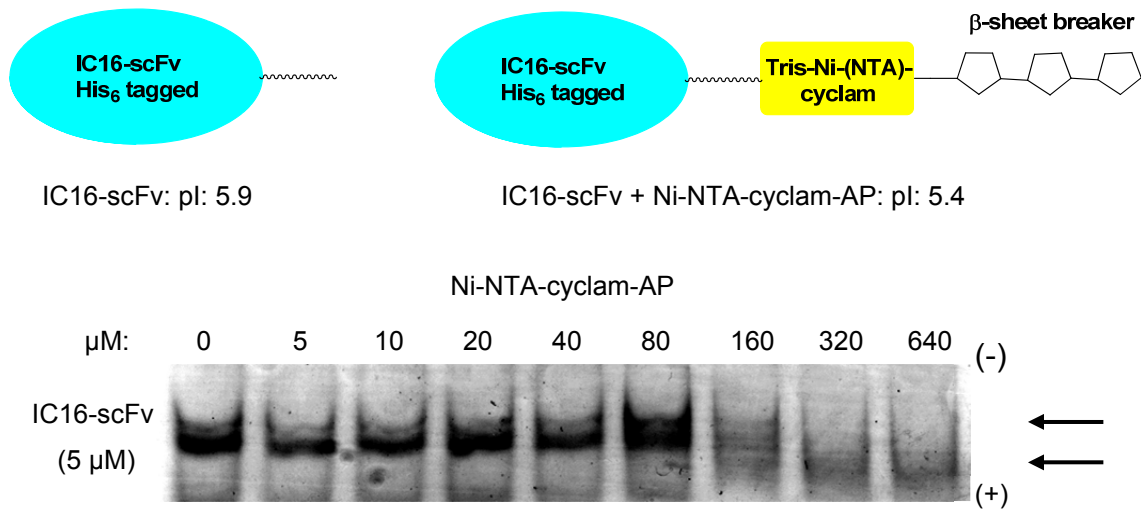 β-sheet breaker
IC16-scFv
His6 tagged
IC16-scFv
His6 tagged
Tris-Ni-(NTA)-
cyclam
IC16-scFv: pI: 5.9
IC16-scFv + Ni-NTA-cyclam-AP: pI: 5.4
Ni-NTA-cyclam-AP
µM: 0 5 10 20 40 80 160 320 640 (-)
IC16-scFv
(5 µM)
(+)